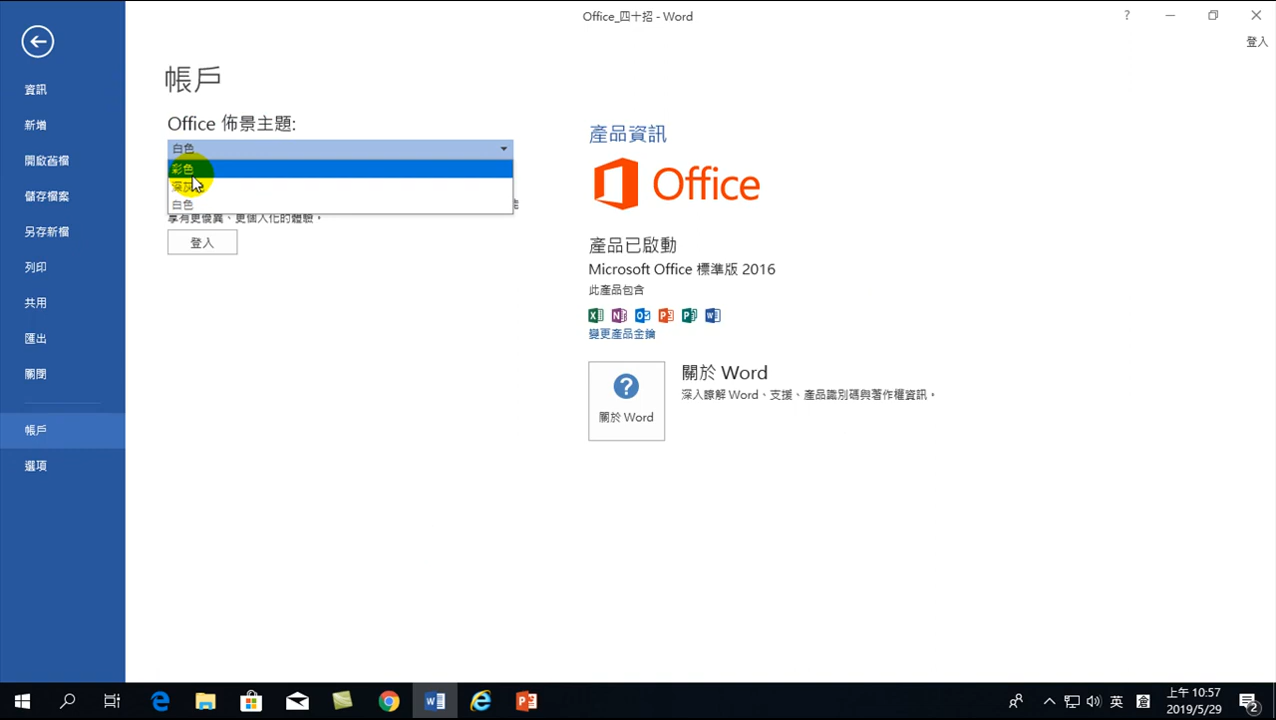 Office_四十招 - Word
登入
資訊
新增
開啟舊檔
儲存檔案
另存新檔
列印
共用
匯出
關閉
帳戶
選項
帳戶
Office 佈景主題:
白色
彩色
白色
享有更優異、更個人化的體驗。
登入
產品資訊
Office
產品已啟動
Microsoft Office 標準版 2016
此產品包含
變更產品金鑰
關於 Word
關於 Word
深入瞭解 Word、支援、產品識別碼與著作權資訊。
英
上午 10:57
2019/5/29
2